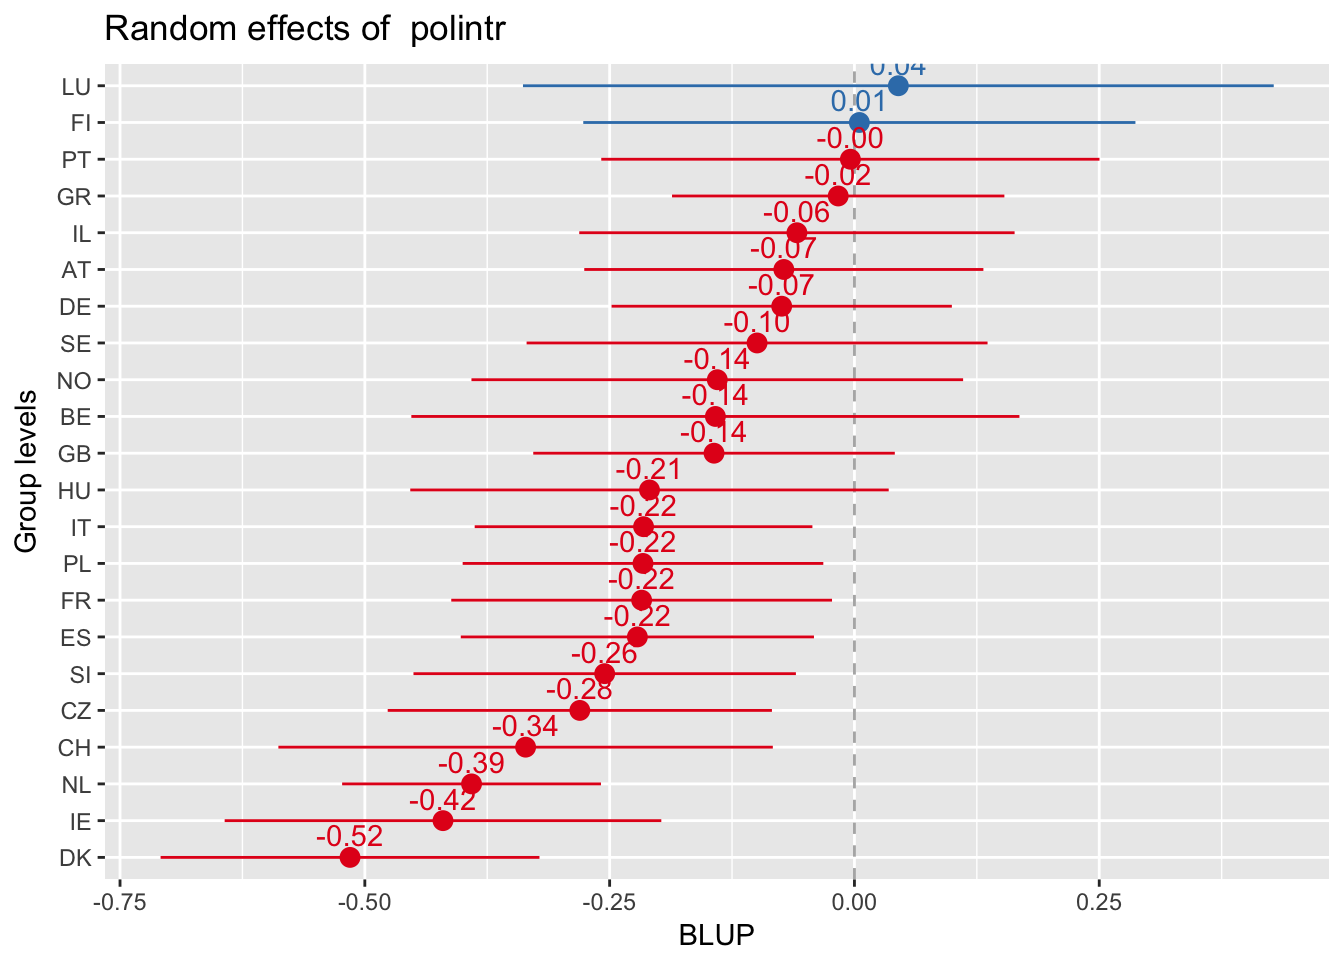 Random effects of  polintr
LU 0.04
FI 0.01
PT -0.00
GR -0.02
IL -0.06
AT -0.07
DE -0.07
SE -0.10
NO -0.14
BE -0.14
GB -0.14
HU -0.21
IT -0.22
PL -0.22
FR -0.22
ES -0.22
SI -0.26
CZ -0.28
CH -0.34
NL -0.39
IE -0.42
DK -0.52
Group levels
-0.75 -0.50 -0.25 0.00 0.25
BLUP